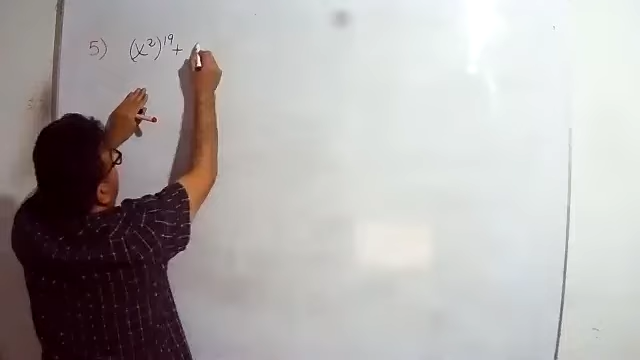 5) (x²)¹⁹ +